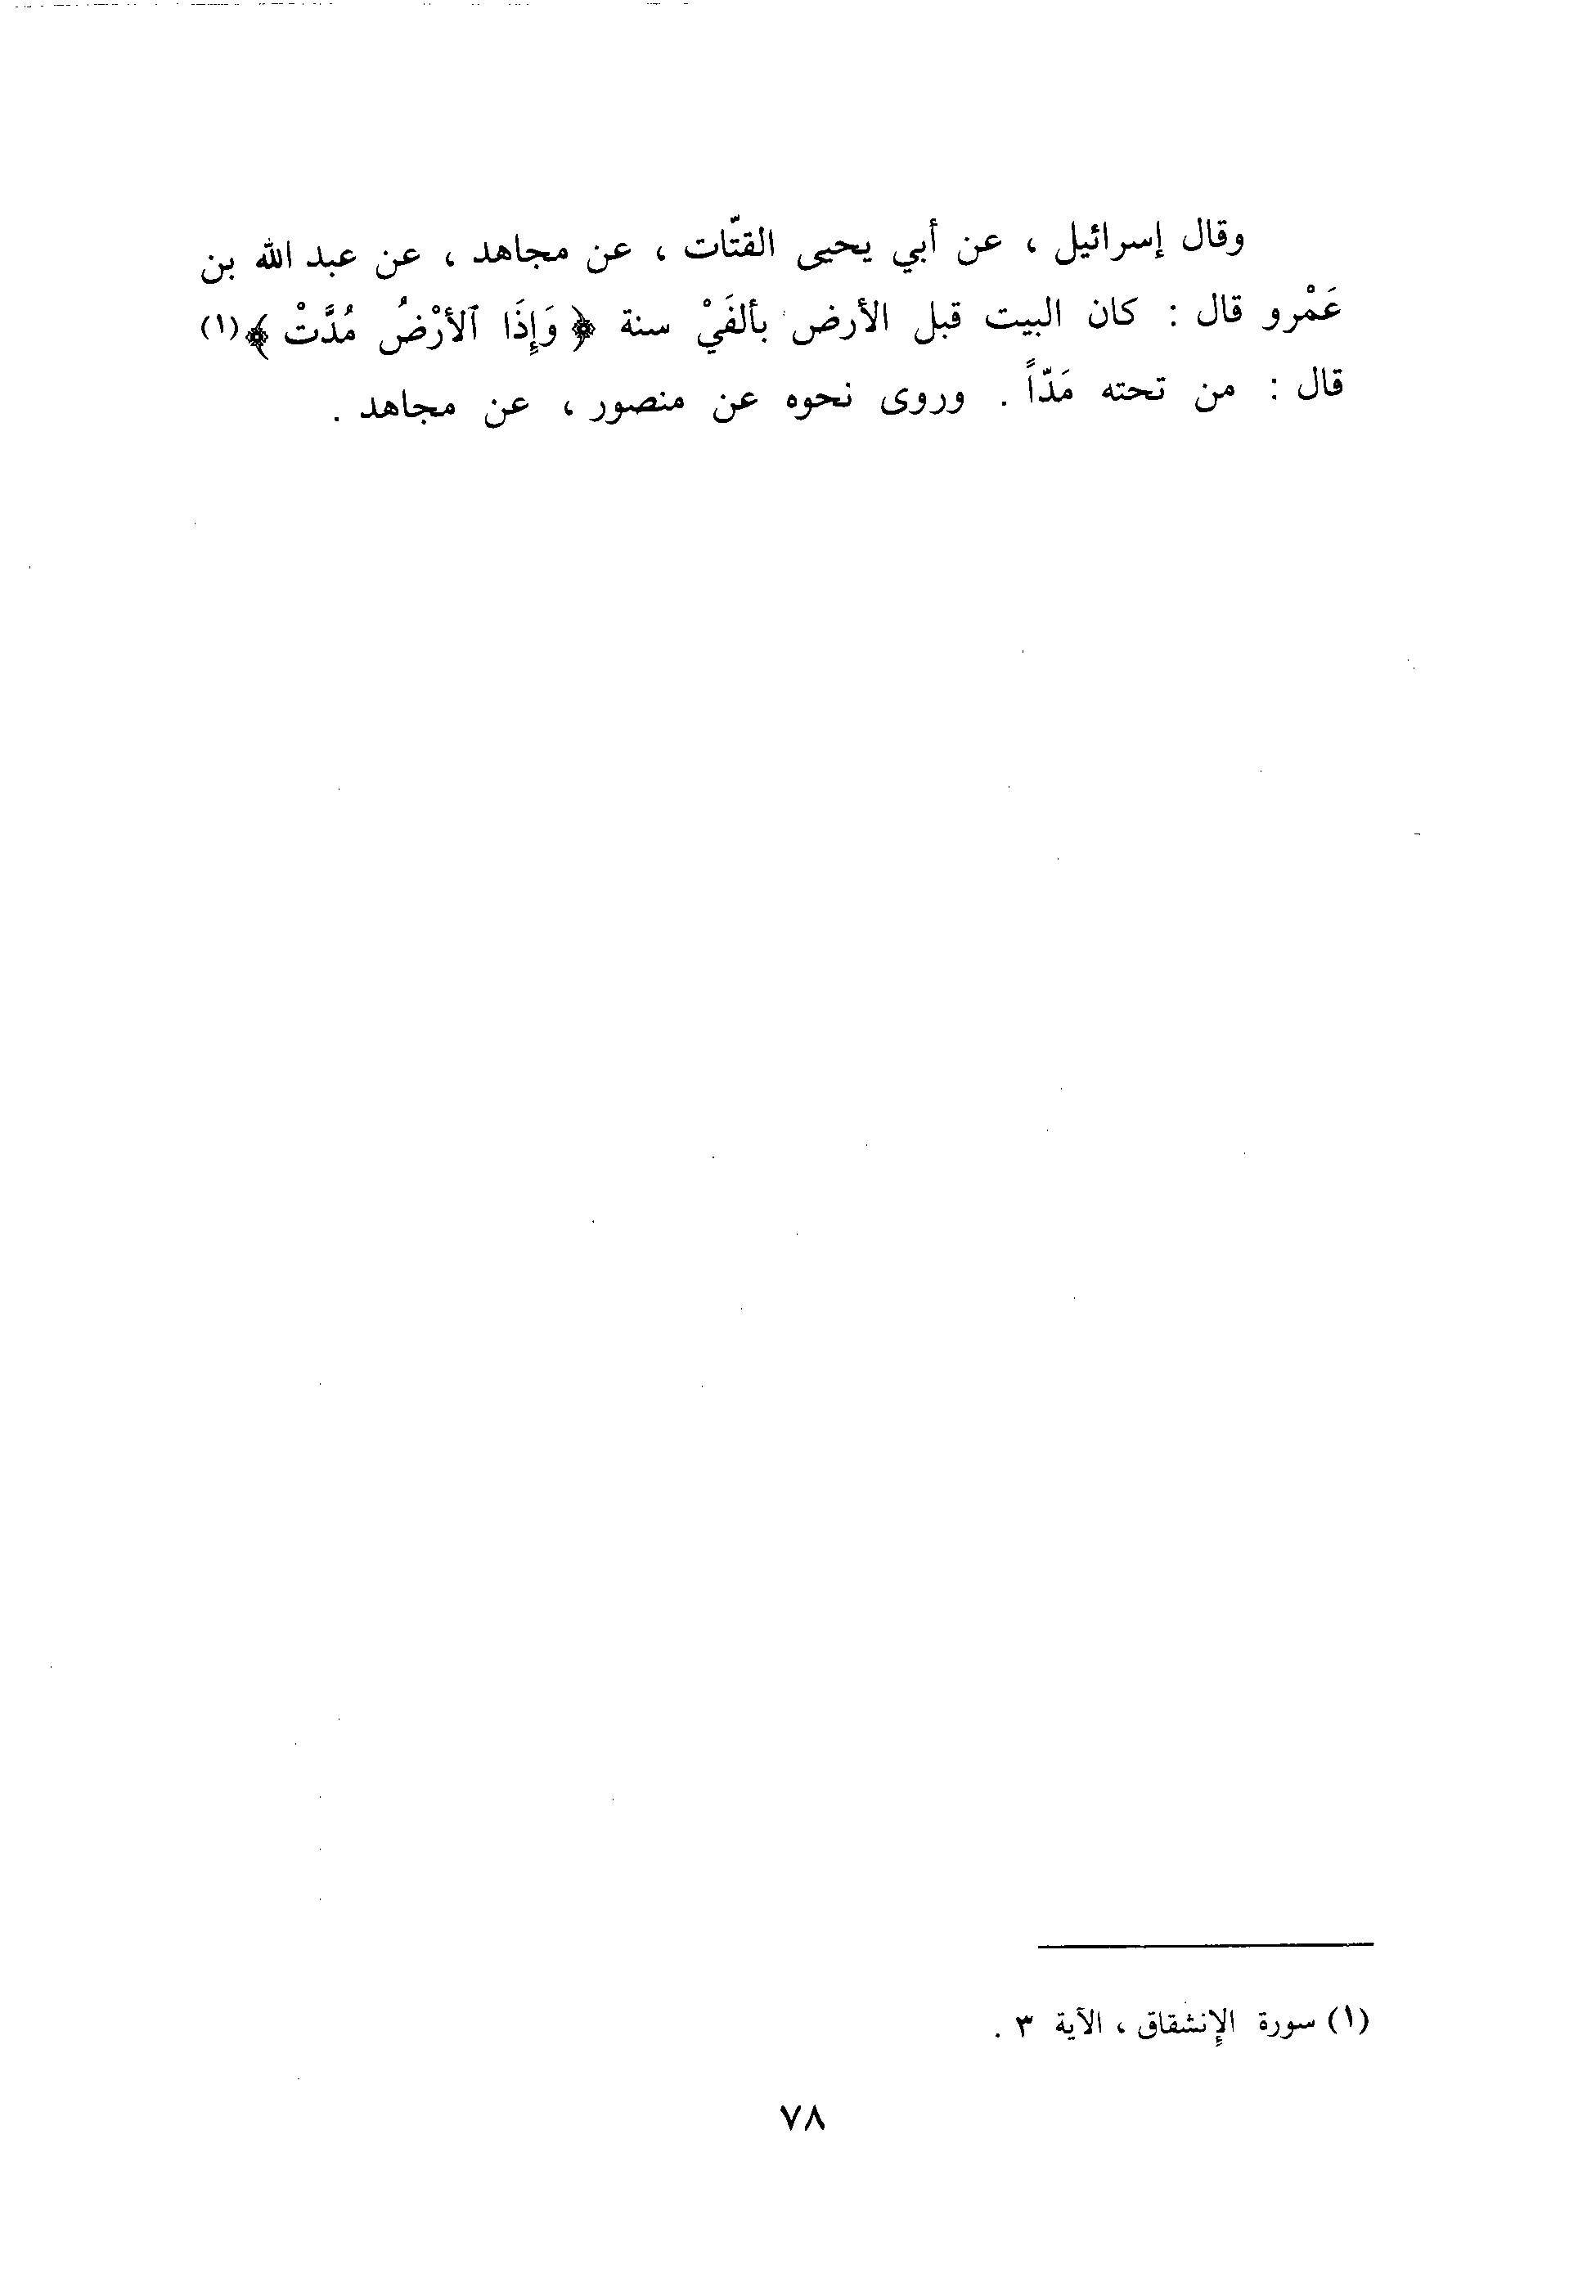 وقال إسرائيل ، عن أبي يحيى القتّات ، عن مجاهد ، عن عبد الله بن
عَمْرو قال : كان البيت قبل الأرض بألفَيْ سنة ﴿ وَإِذَا ٱلأَرْضُ مُدَّتْ ﴾(١)
قال : من تحته مَدّاً . وروى نحوه عن منصور ، عن مجاهد .
(١) سورة الإنشقاق ، الآية ٣ .
٧٨